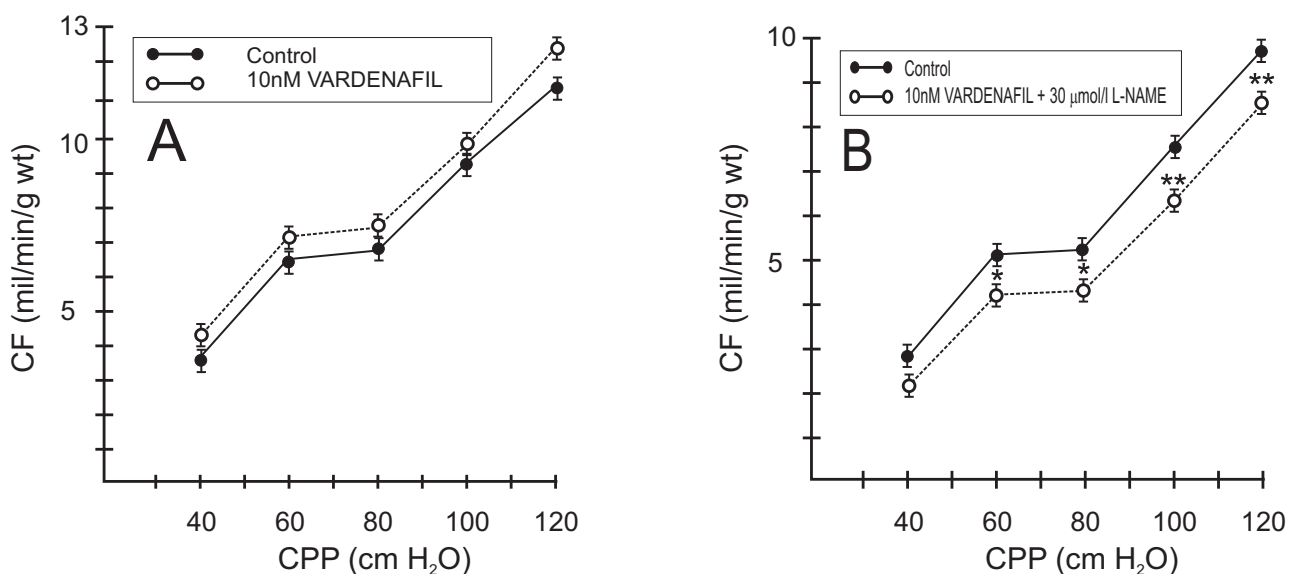 13
Control
10nM VARDENAFIL
A
10
CF (mil/min/g wt)
5
40 60 80 100 120
CPP (cm H₂O)
10
Control
10nM VARDENAFIL + 30 μmol/l L-NAME
**
B
**
CF (mil/min/g wt)
5
* *
40 60 80 100 120
CPP (cm H₂O)